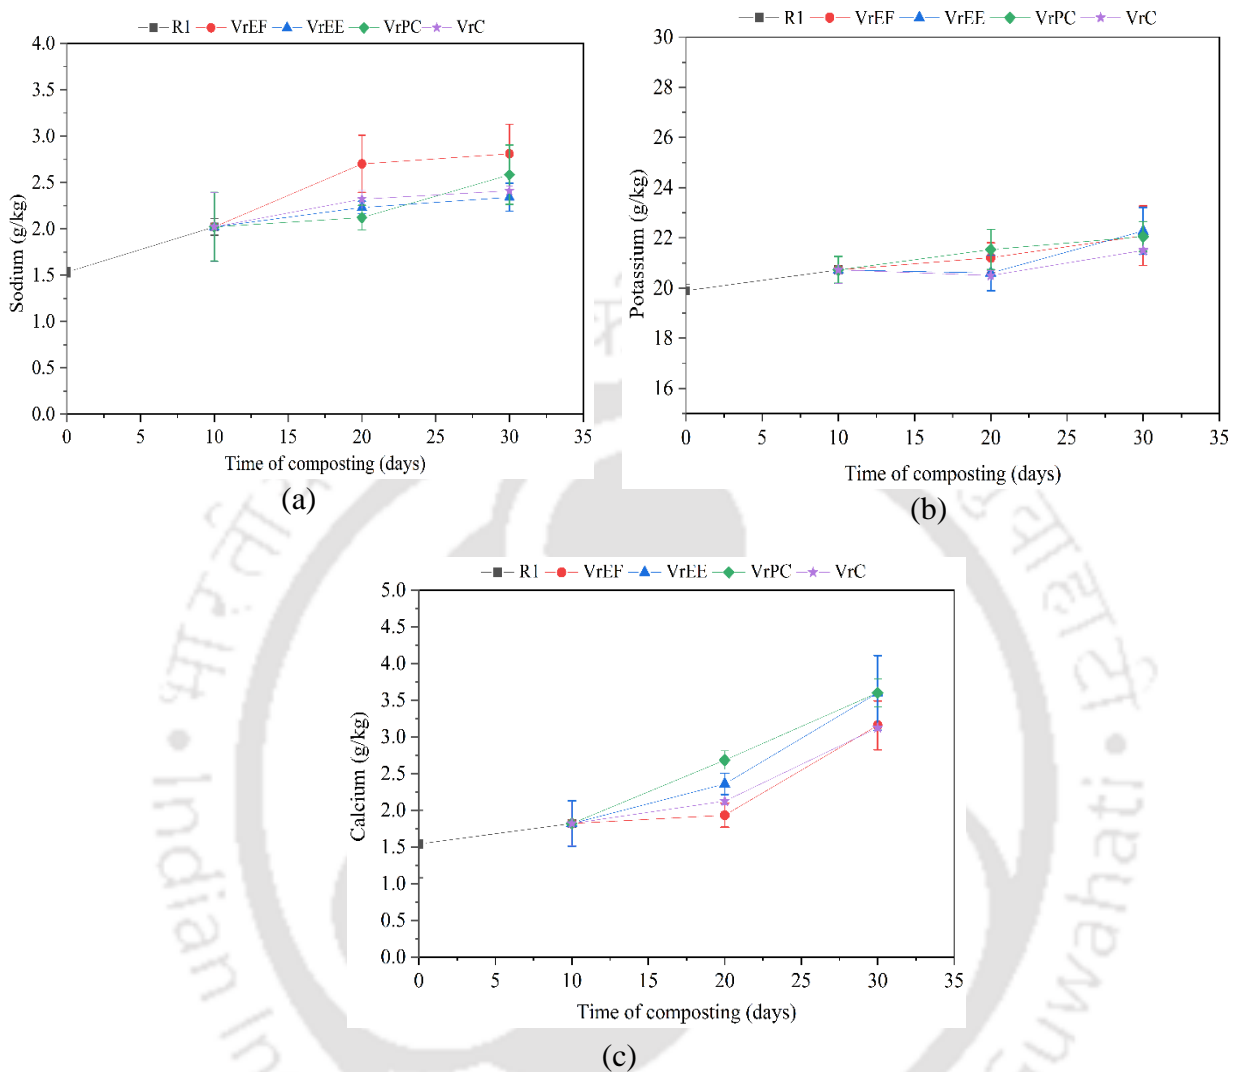 R1 VrEF VrEE VrPC VrC
4.0
3.5
3.0
2.5
2.0
1.5
1.0
0.5
0.0
Sodium (g/kg)
0 5 10 15 20 25 30 35
Time of composting (days)
(a)
R1 VrEF VrEE VrPC VrC
30
28
26
24
22
20
18
16
Potassium (g/kg)
0 5 10 15 20 25 30 35
Time of composting (days)
(b)
R1 VrEF VrEE VrPC VrC
5.0
4.5
4.0
3.5
3.0
2.5
2.0
1.5
1.0
0.5
0.0
Calcium (g/kg)
0 5 10 15 20 25 30 35
Time of composting (days)
(c)
Indian In
uwahati